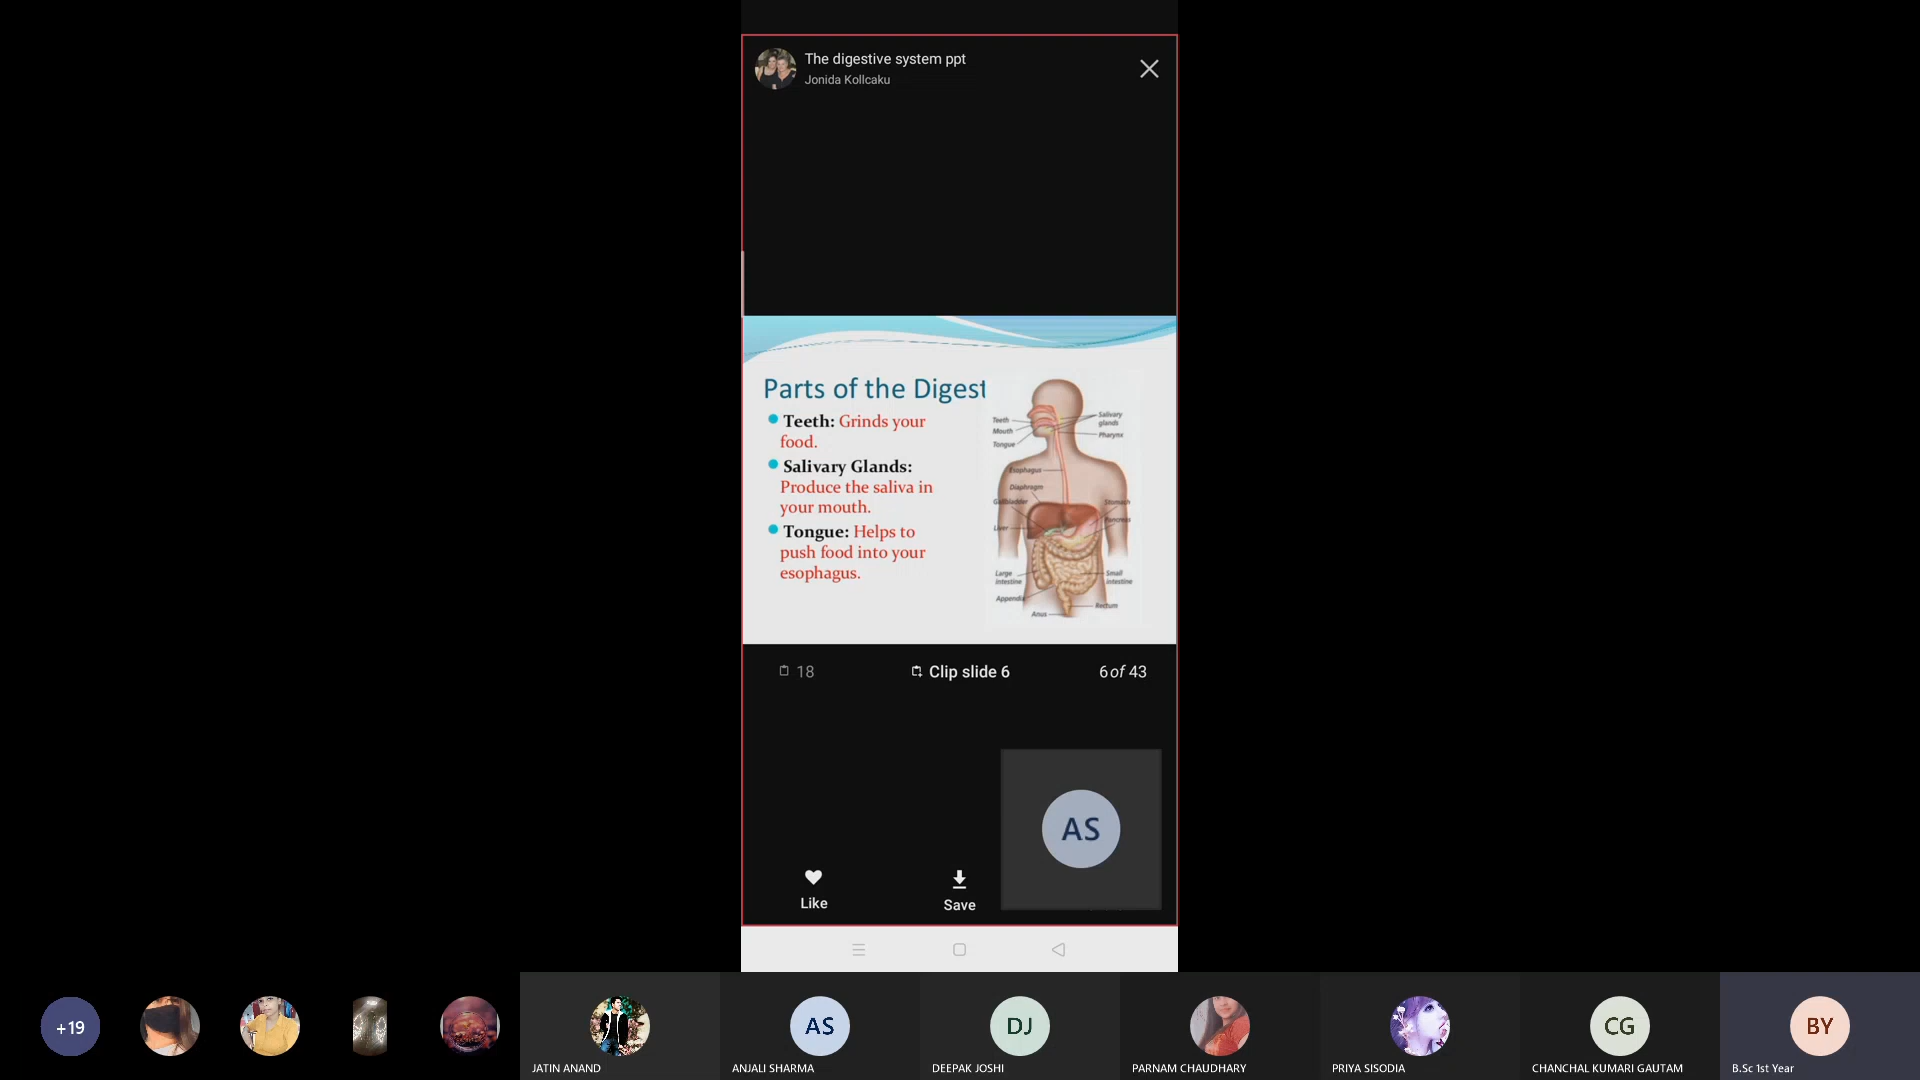 The digestive system ppt
Jonida Kollcaku
Parts of the Digest
Teeth: Grinds your
food.
Salivary Glands:
Produce the saliva in
your mouth.
Tongue: Helps to
push food into your
esophagus.
Teeth
Mouth
Tongue
Salivary
glands
Pharynx
Esophagus
Diaphragm
Gallbladder
Liver
Stomach
Pancreas
Large
intestine
Appendix
Anus
Small
intestine
Rectum
18
Clip slide 6
6 of 43
AS
Like
Save
+19
JATIN ANAND
AS
ANJALI SHARMA
DJ
DEEPAK JOSHI
PARNAM CHAUDHARY
PRIYA SISODIA
CG
CHANCHAL KUMARI GAUTAM
BY
B.Sc 1st Year